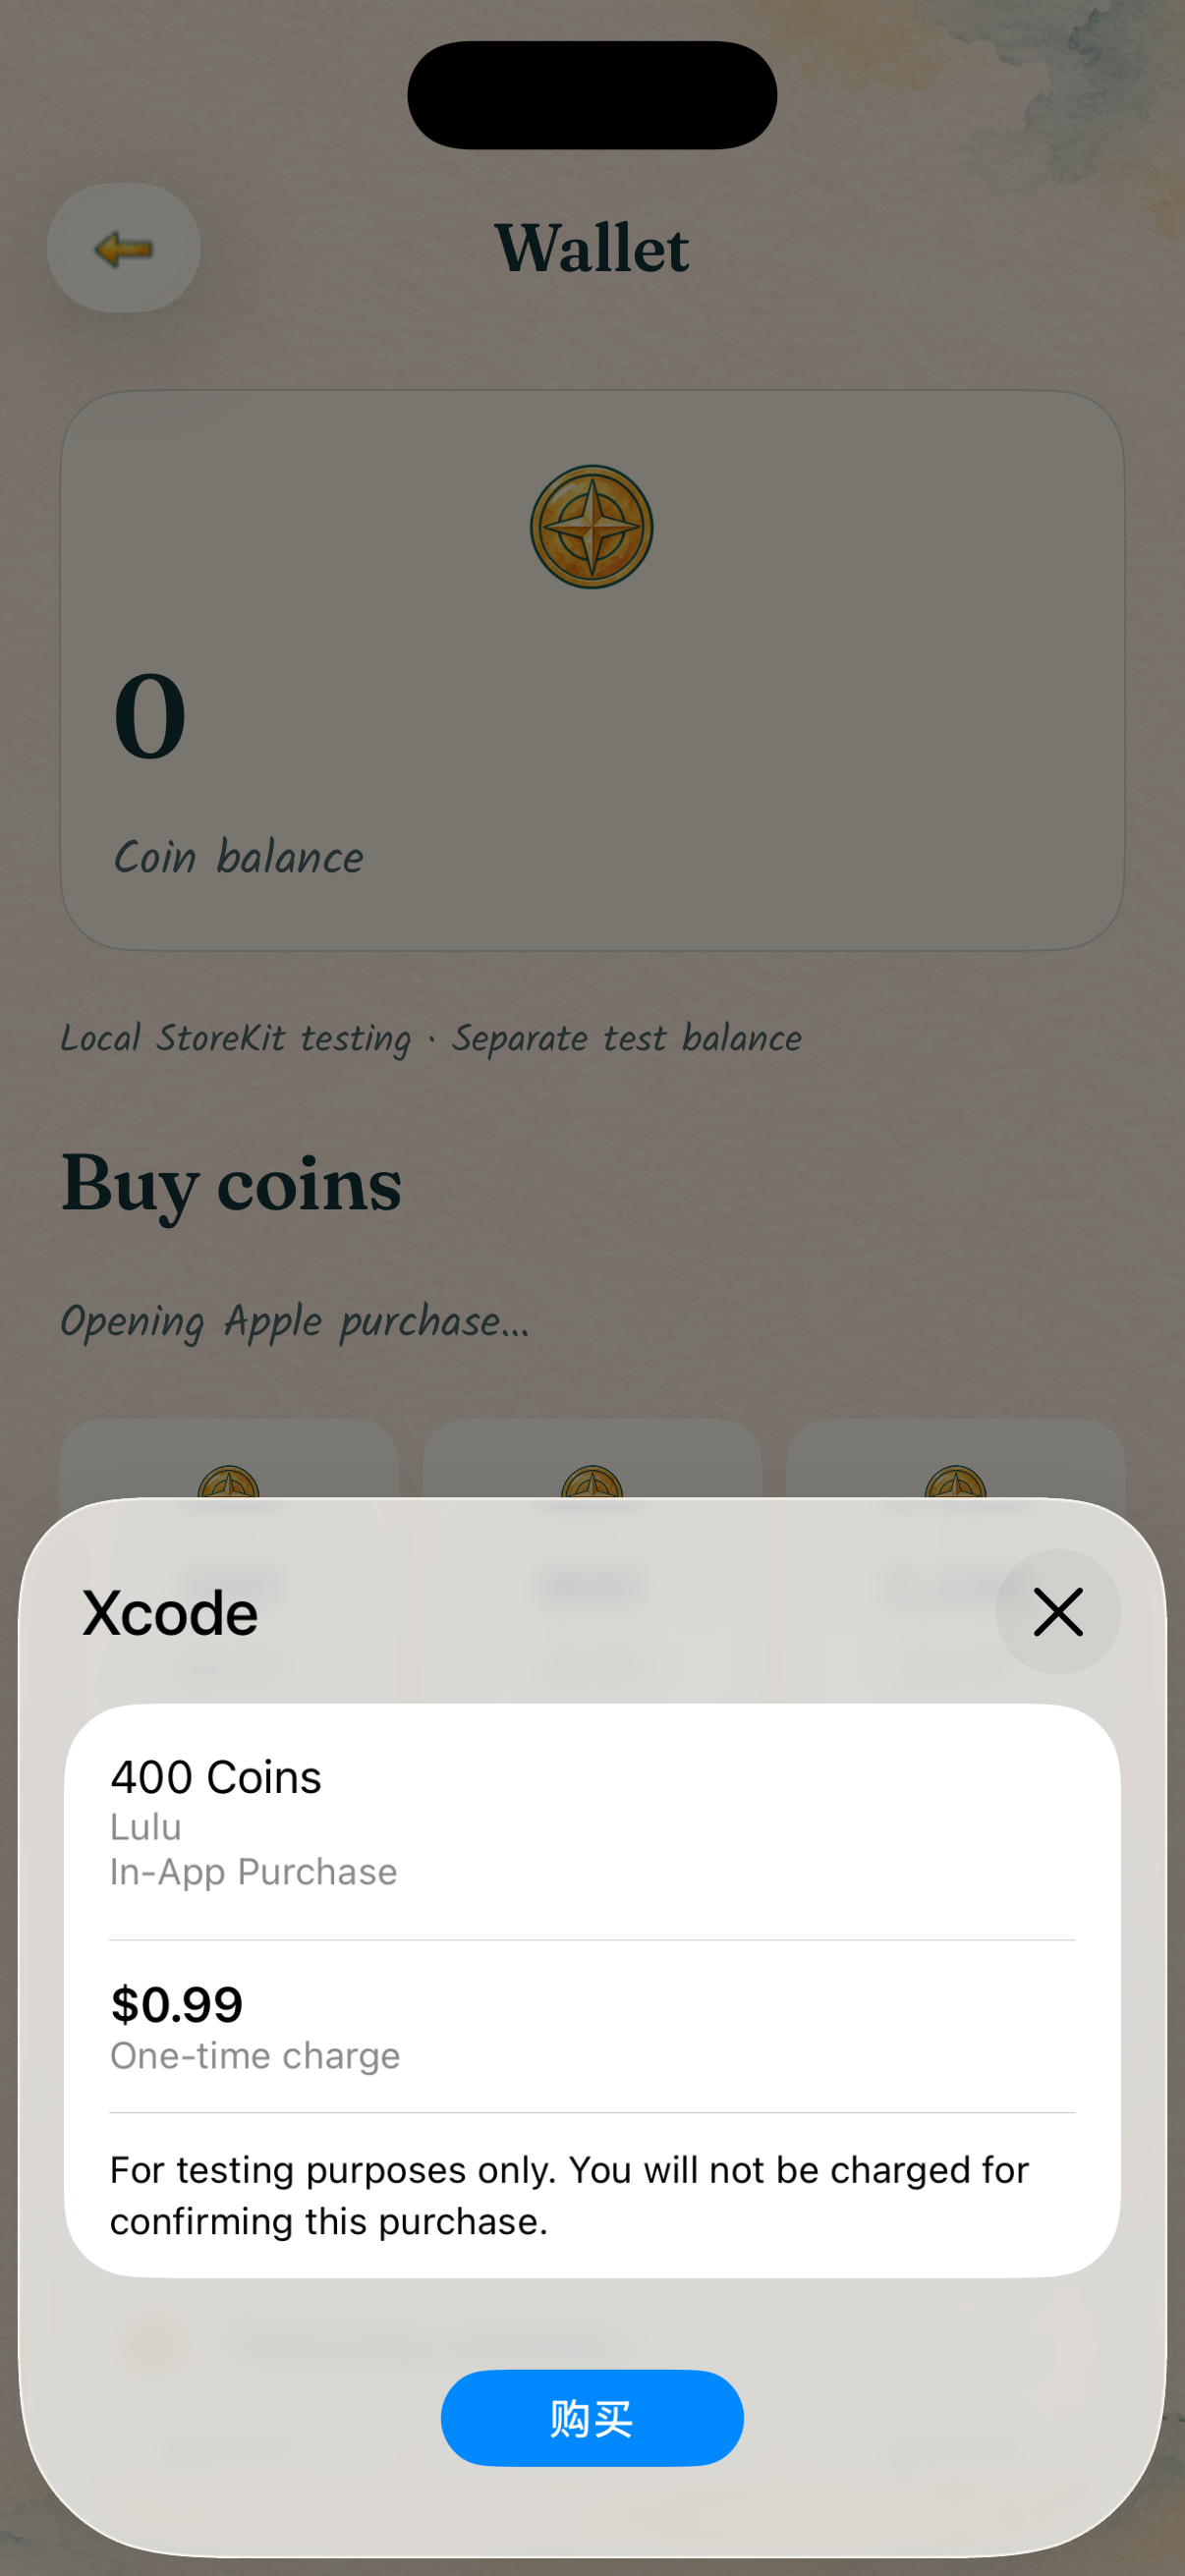 Wallet
0
Coin balance
Local StoreKit testing · Separate test balance
Buy coins
Opening Apple purchase...
Xcode
400 Coins
Lulu
In-App Purchase
$0.99
One-time charge
For testing purposes only. You will not be charged for
confirming this purchase.
购买